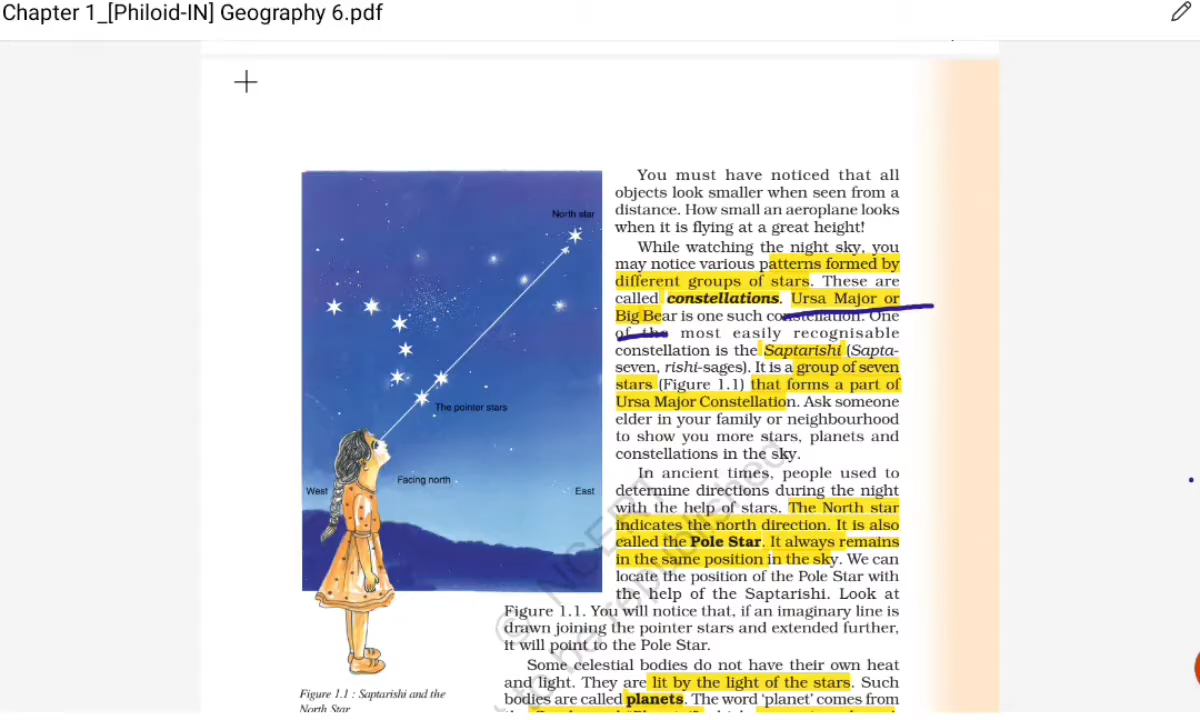 Chapter 1_[Philoid-IN] Geography 6.pdf
North star
The pointer stars
Facing north
West
East
Figure 1.1 : Saptarishi and the
North Star
You must have noticed that all
objects look smaller when seen from a
distance. How small an aeroplane looks
when it is flying at a great height!
While watching the night sky, you
may notice various patterns formed by
different groups of stars. These are
called constellations. Ursa Major or
Big Bear is one such constellation. One
of the most easily recognisable
constellation is the Saptarishi (Sapta-
seven, rishi-sages). It is a group of seven
stars (Figure 1.1) that forms a part of
Ursa Major Constellation. Ask someone
elder in your family or neighbourhood
to show you more stars, planets and
constellations in the sky.
In ancient times, people used to
determine directions during the night
with the help of stars. The North star
indicates the north direction. It is also
called the Pole Star. It always remains
in the same position in the sky. We can
locate the position of the Pole Star with
the help of the Saptarishi. Look at
Figure 1.1. You will notice that, if an imaginary line is
drawn joining the pointer stars and extended further,
it will point to the Pole Star.
Some celestial bodies do not have their own heat
and light. They are lit by the light of the stars. Such
bodies are called planets. The word ‘planet’ comes from
© NCERT
to be republished